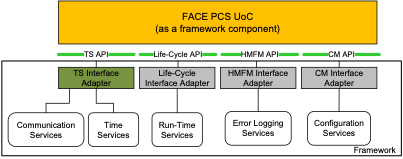 FACE PCS UoC
(as a framework component)
TS API
Life-Cycle API
HMFM API
CM API
TS Interface
Adapter
Life-Cycle
Interface Adapter
HMFM Interface
Adapter
CM Interface
Adapter
Communication
Services
Time
Services
Run-Time
Services
Error Logging
Services
Configuration
Services
Framework